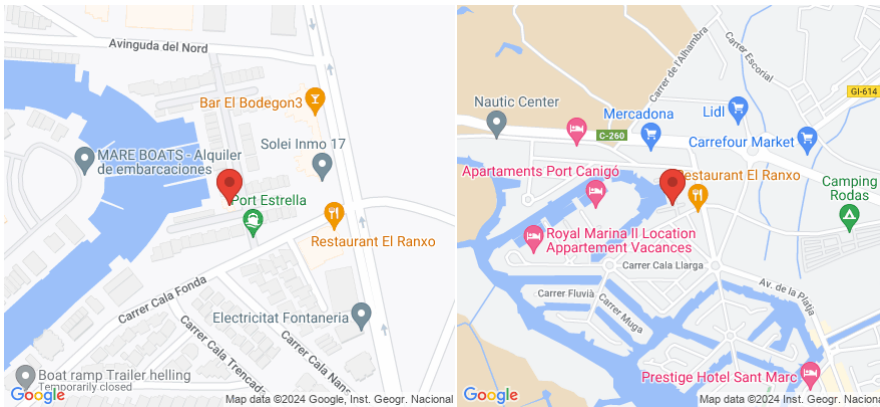 Avinguda del Nord
Bar El Bodegon3
Solei Inmo 17
MARE BOATS - Alquiler
de embarcaciones
Port Estrella
Restaurant El Ranxo
Carrer Cala Fonda
Electricitat Fontaneria
Carrer Cala Trencad
Carrer Cala Nans
Boat ramp Trailer helling
Temporarily closed
Google
Map data ©2024 Google, Inst. Geogr. Nacional
Carrer de l'Alhambra
Carrer Escorial
GI-614
Nautic Center
C-260
Mercadona
Lidl
Carrefour Market
Apartaments Port Canigó
Restaurant El Ranxo
Camping
Rodas
Royal Marina II Location
Appartement Vacances
Carrer Cala Llarga
Carrer Fluvià
Carrer Muga
Av. de la Platja
Prestige Hotel Sant Marc
Google
Map data ©2024 Google, Inst. Geogr. Naciona